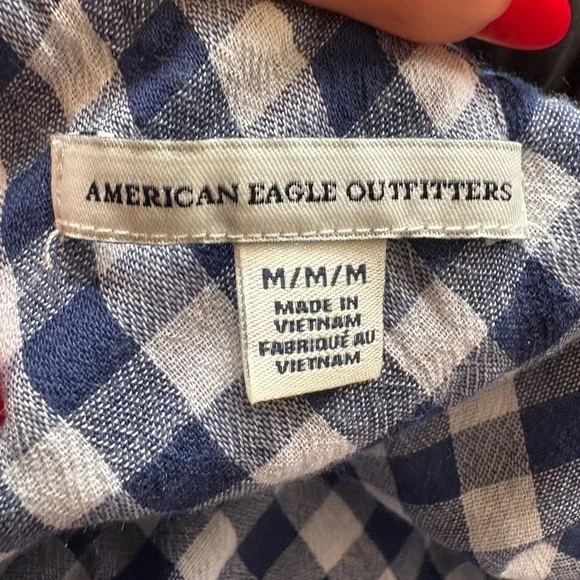 AMERICAN EAGLE OUTFITTERS
M/M/M
MADE IN
VIETNAM
FABRIQUÉ AU
VIETNAM